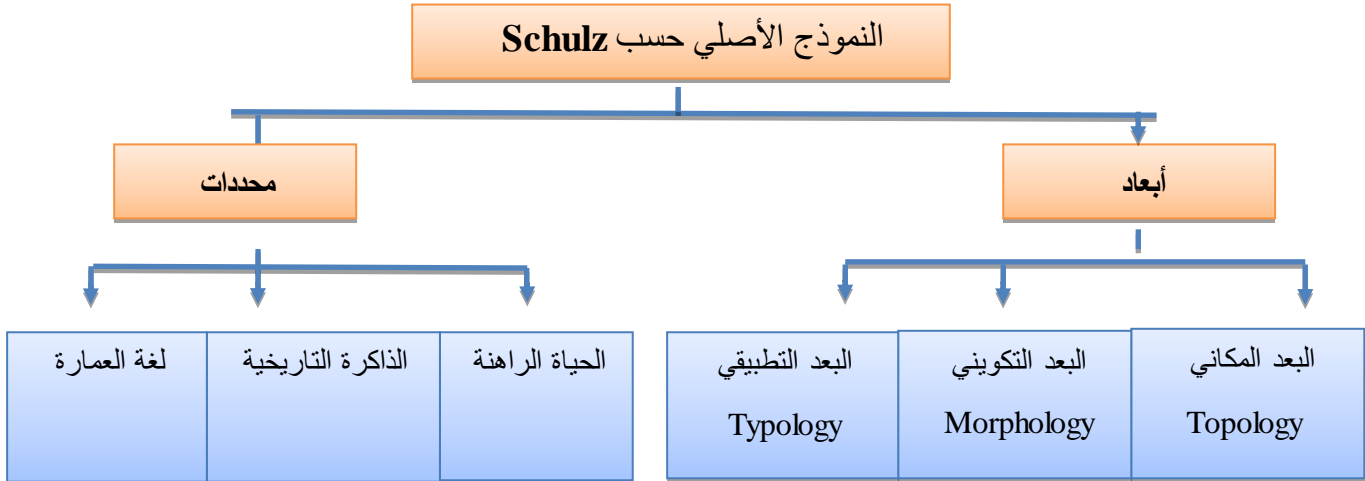 النموذج الأصلي حسب Schulz
أبعاد
محددات
البعد المكاني
Topology
البعد التكويني
Morphology
البعد التطبيقي
Typology
الحياة الراهنة
الذاكرة التاريخية
لغة العمارة